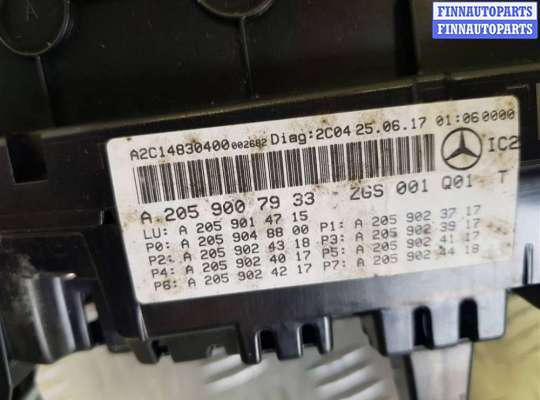 FINNAUTOPARTS
FINNAUTOPARTS
A2C14830400 002682 Diag:2C04 25.06.17 01:06 0000
IC2
A 205 900 79 33 ZGS 001 Q01 T
LU: A 205 901 47 15
P0: A 205 904 88 00 P1: A 205 902 37 17
P2: A 205 902 43 18 P3: A 205 902 39 17
P4: A 205 902 40 17 P5: A 205 902 41 17
P6: A 205 902 42 17 P7: A 205 902 44 18